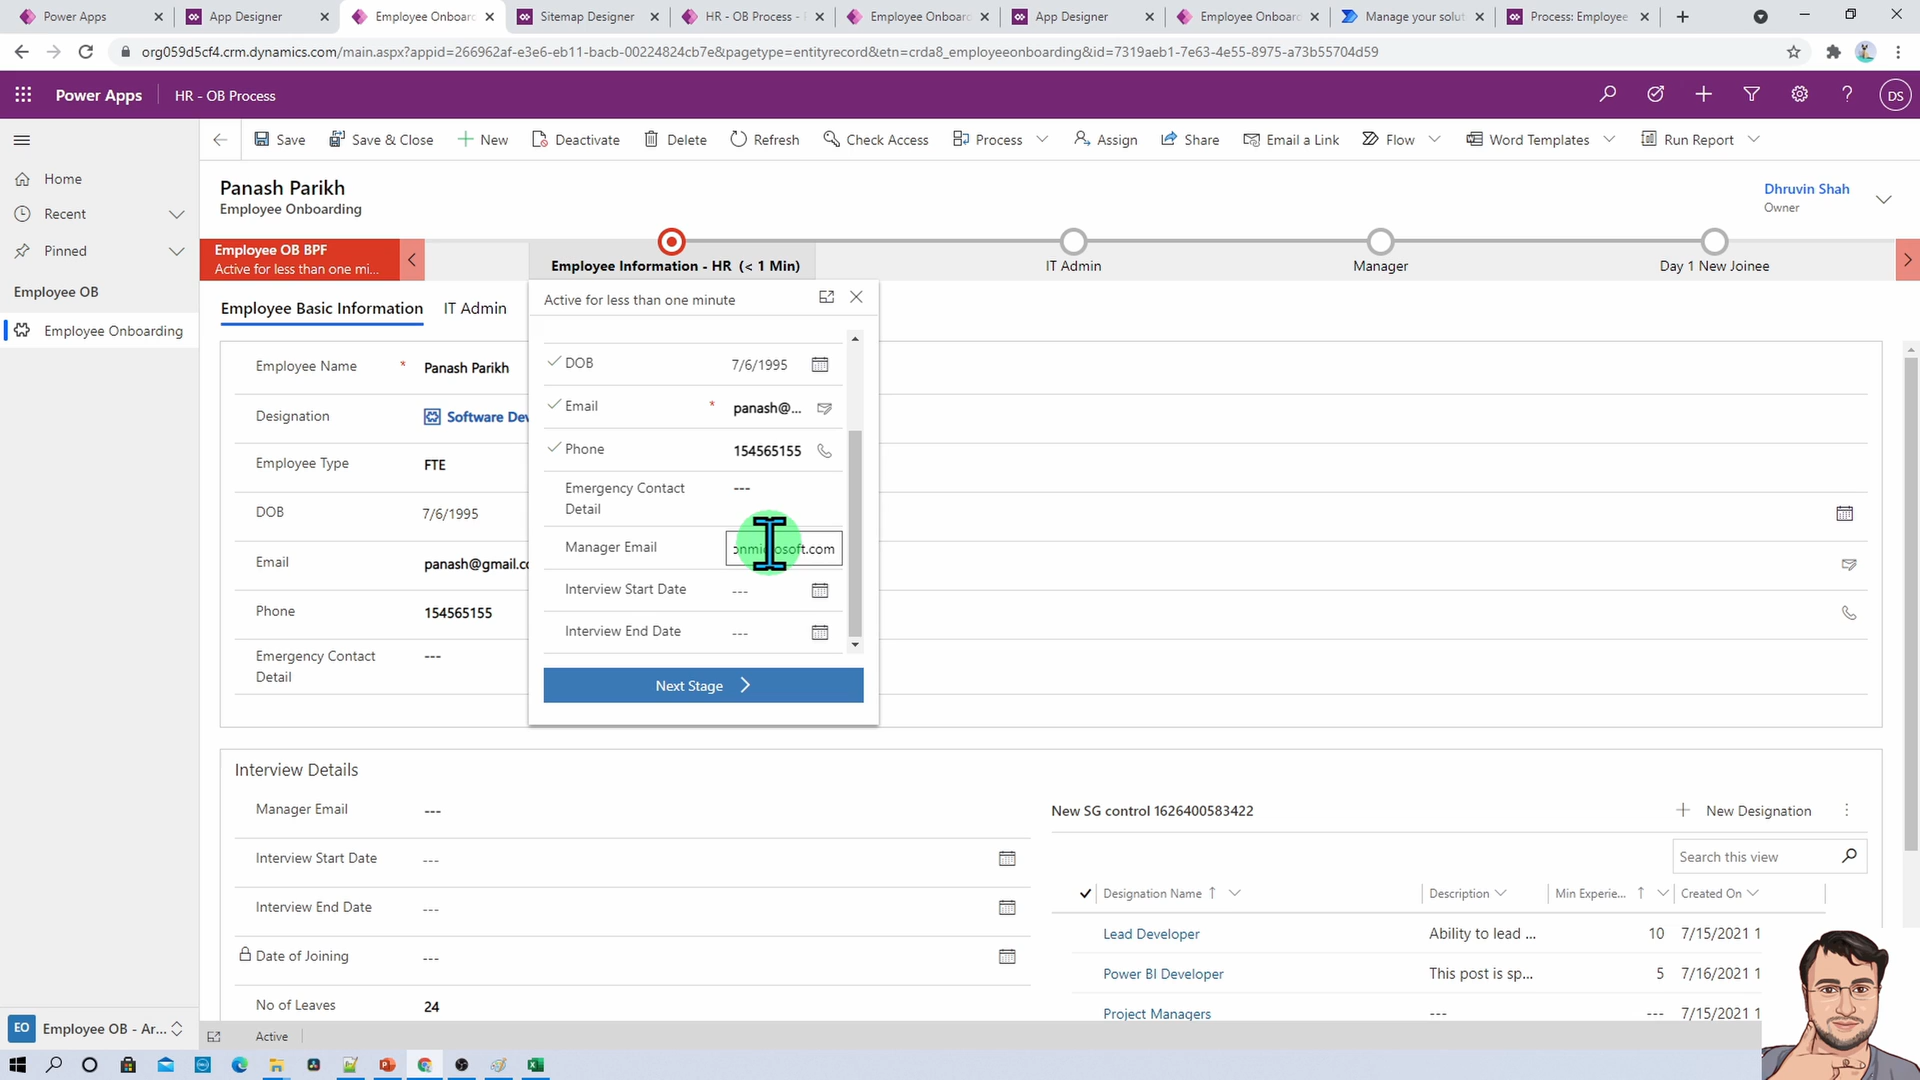 Power Apps
App Designer
Employee Onboard
Sitemap Designer
HR - OB Process -
Employee Onboard
App Designer
Employee Onboard
Manage your solut
Process: Employee
org059d5cf4.crm.dynamics.com/main.aspx?appid=266962af-e3e6-eb11-bacb-00224824cb7e&pagetype=entityrecord&etn=crda8_employeeonboarding&id=7319aeb1-7e63-4e55-8975-a73b55704d59
Power Apps
HR - OB Process
DS
Save
Save & Close
New
Deactivate
Delete
Refresh
Check Access
Process
Assign
Share
Email a Link
Flow
Word Templates
Run Report
Home
Recent
Pinned
Employee OB
Employee Onboarding
Panash Parikh
Employee Onboarding
Dhruvin Shah
Owner
Employee OB BPF
Active for less than one mi...
Employee Information - HR (< 1 Min)
IT Admin
Manager
Day 1 New Joinee
Employee Basic Information
IT Admin
Employee Name * Panash Parikh
Designation Software Dev
Employee Type FTE
DOB 7/6/1995
Email panash@gmail.co
Phone 154565155
Emergency Contact
Detail
---
Active for less than one minute
DOB 7/6/1995
Email * panash@...
Phone 154565155
Emergency Contact
Detail
---
Manager Email onmicrosoft.com
Interview Start Date ---
Interview End Date ---
Next Stage
Interview Details
Manager Email ---
Interview Start Date ---
Interview End Date ---
Date of Joining ---
No of Leaves 24
New SG control 1626400583422
New Designation
Search this view
Designation Name Description Min Experie... Created On
Lead Developer Ability to lead ... 10 7/15/2021 1
Power BI Developer This post is sp... 5 7/16/2021 1
Project Managers --- --- 7/15/2021 1
EO Employee OB - Ar...
Active